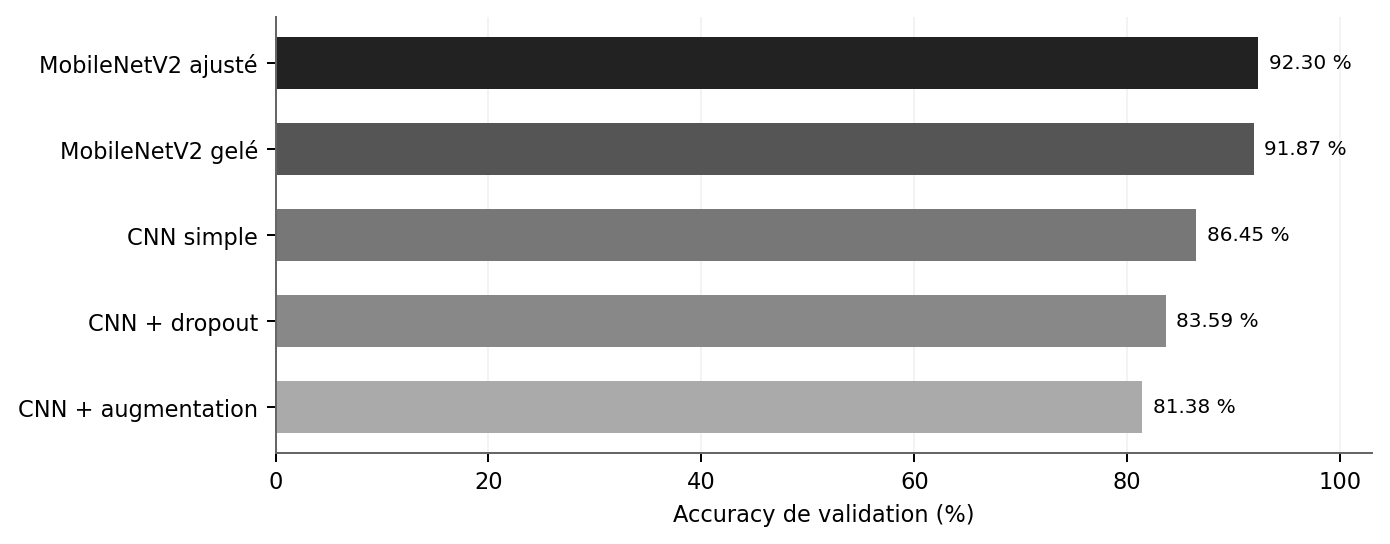 MobileNetV2 ajusté 92.30 %
MobileNetV2 gelé 91.87 %
CNN simple 86.45 %
CNN + dropout 83.59 %
CNN + augmentation 81.38 %
0 20 40 60 80 100
Accuracy de validation (%)